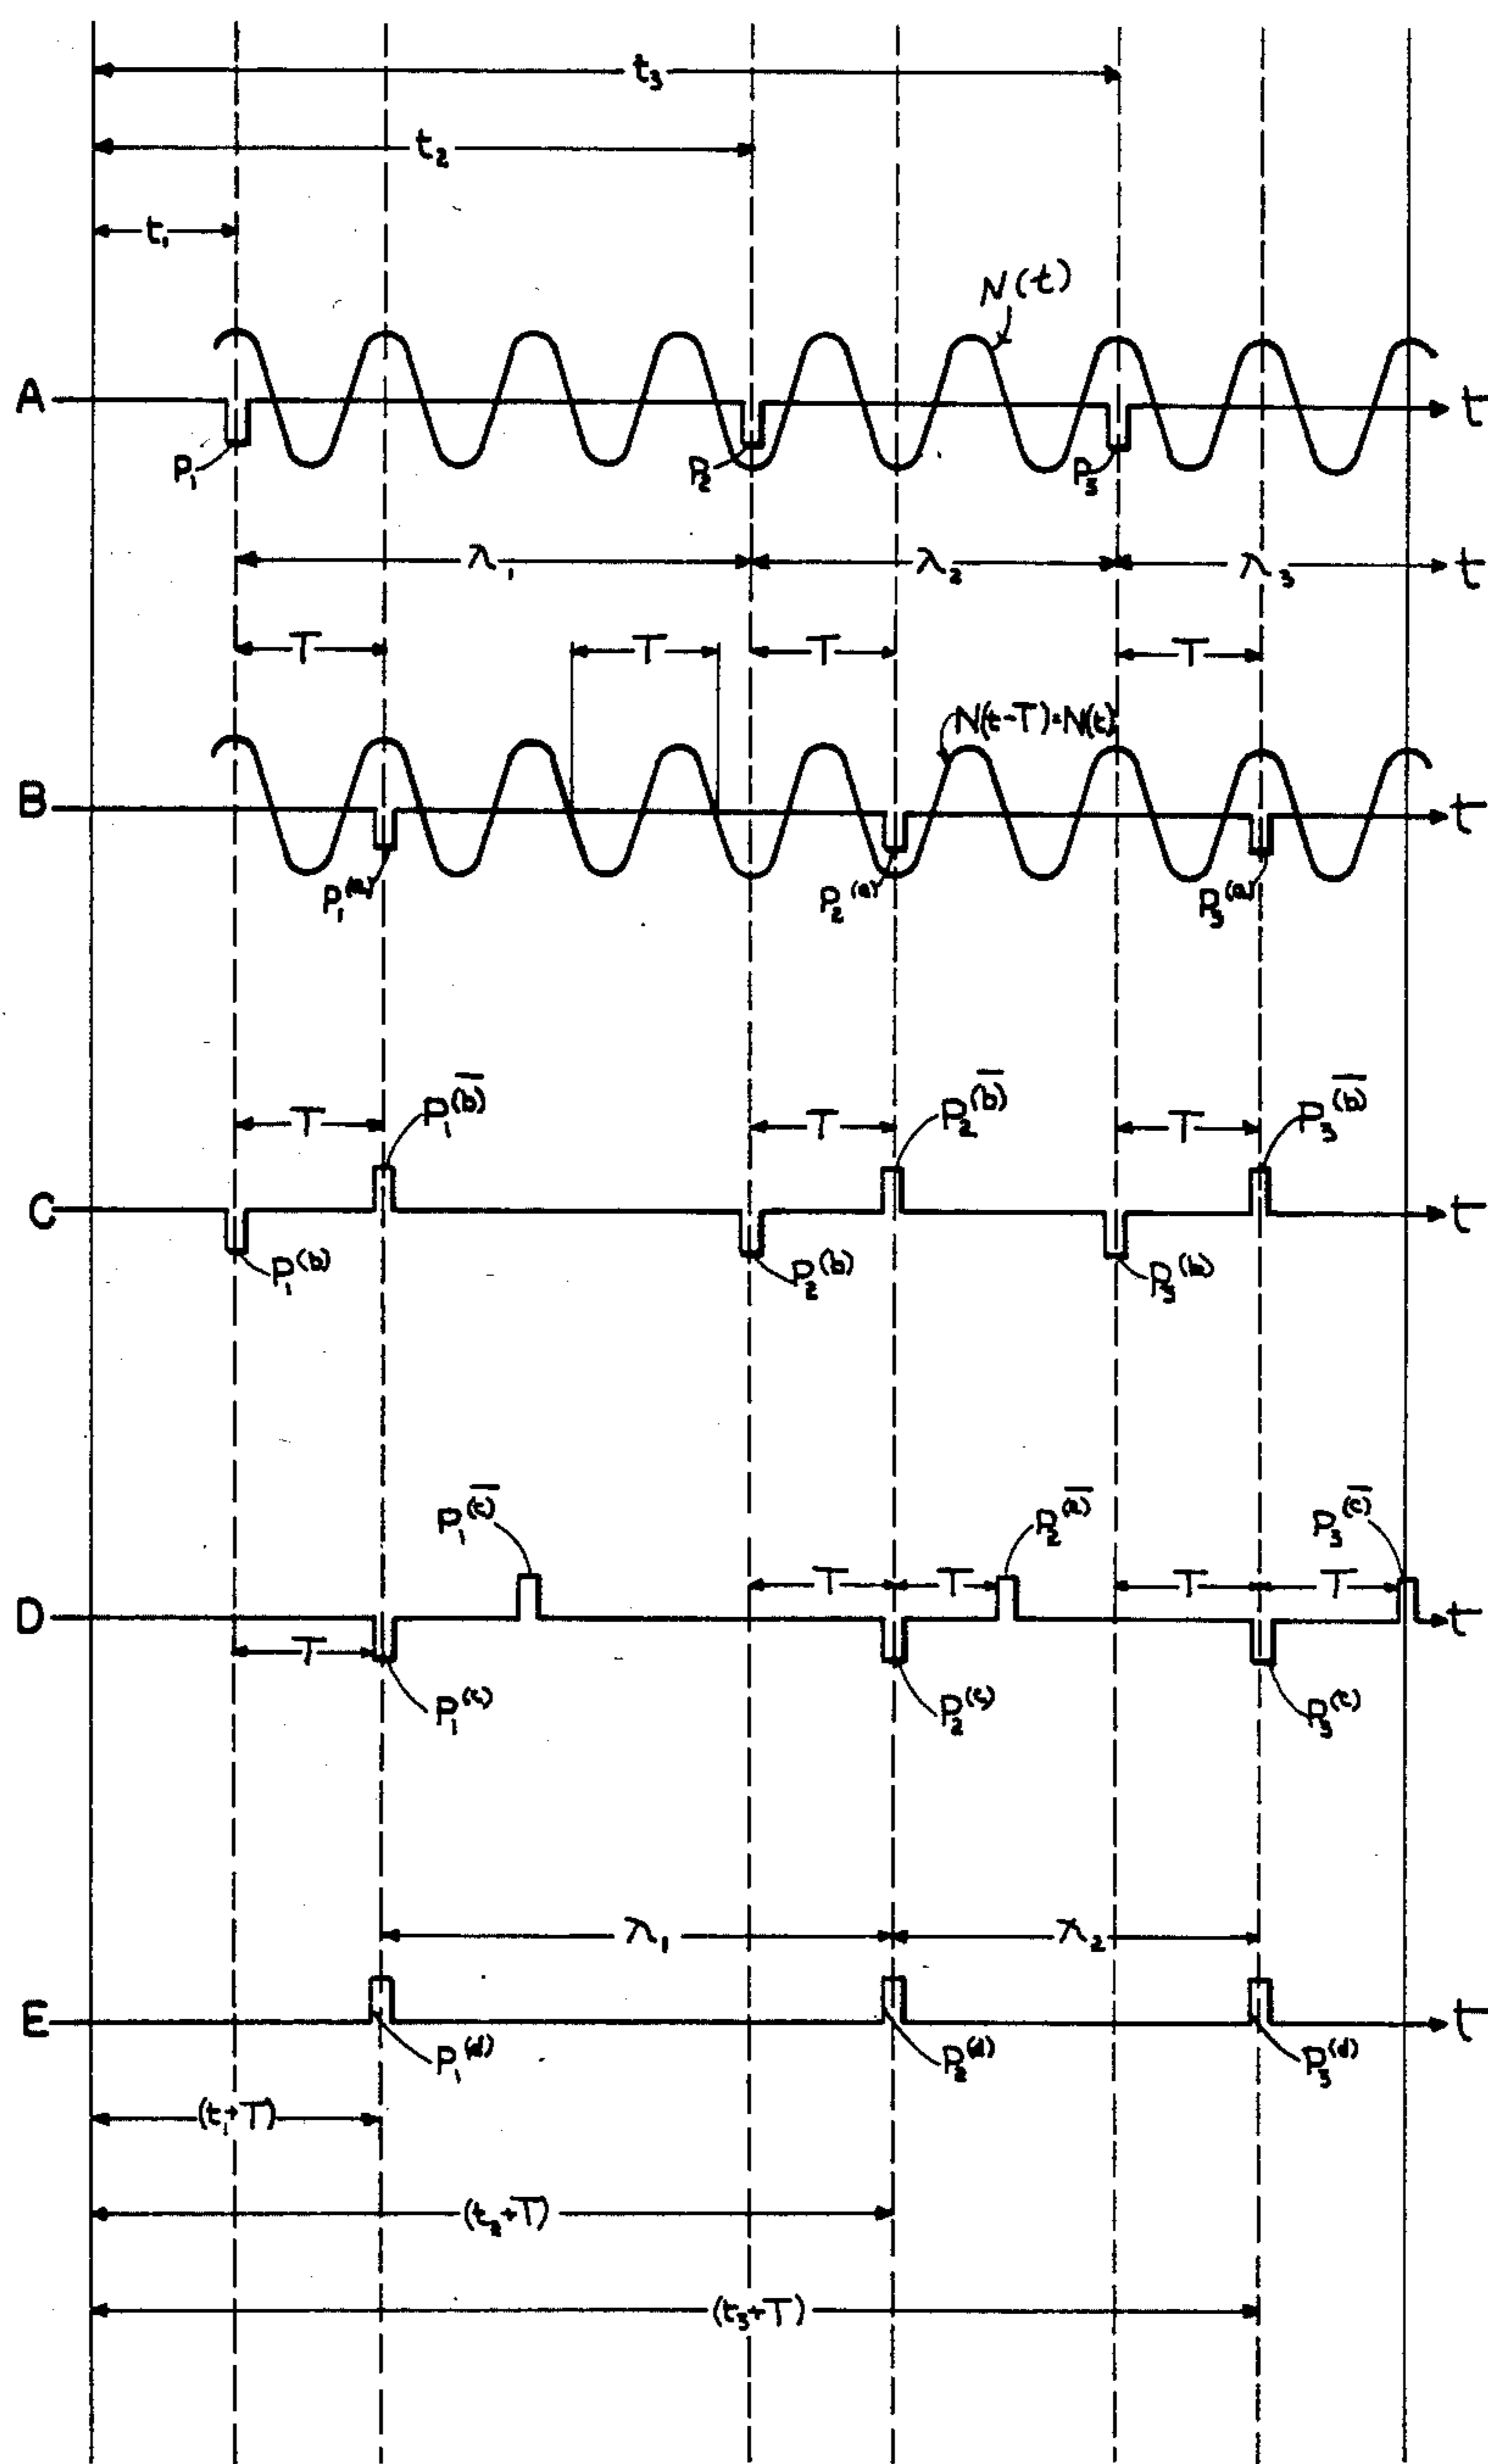 t₃
t₂
t₁
N(t)
A t
P₁ P₂ P₃
λ₁ λ₂ λ₃ t
T T T T
N(t-T)=N(t)
B t
P₁⁽ᵃ⁾ P₂⁽ᵃ⁾ P₃⁽ᵃ⁾
P₁^(b̅) P₂^(b̅) P₃^(b̅)
T T T
C t
P₁⁽ᵇ⁾ P₂⁽ᵇ⁾ P₃⁽ᵇ⁾
P₁^(c̅) P₂^(c̅) P₃^(c̅)
T T T T
D t
T
P₁⁽ᶜ⁾ P₂⁽ᶜ⁾ P₃⁽ᶜ⁾
λ₁ λ₂
E t
P₁⁽ᵈ⁾ P₂⁽ᵈ⁾ P₃⁽ᵈ⁾
(t₁+T)
(t₂+T)
(t₃+T)